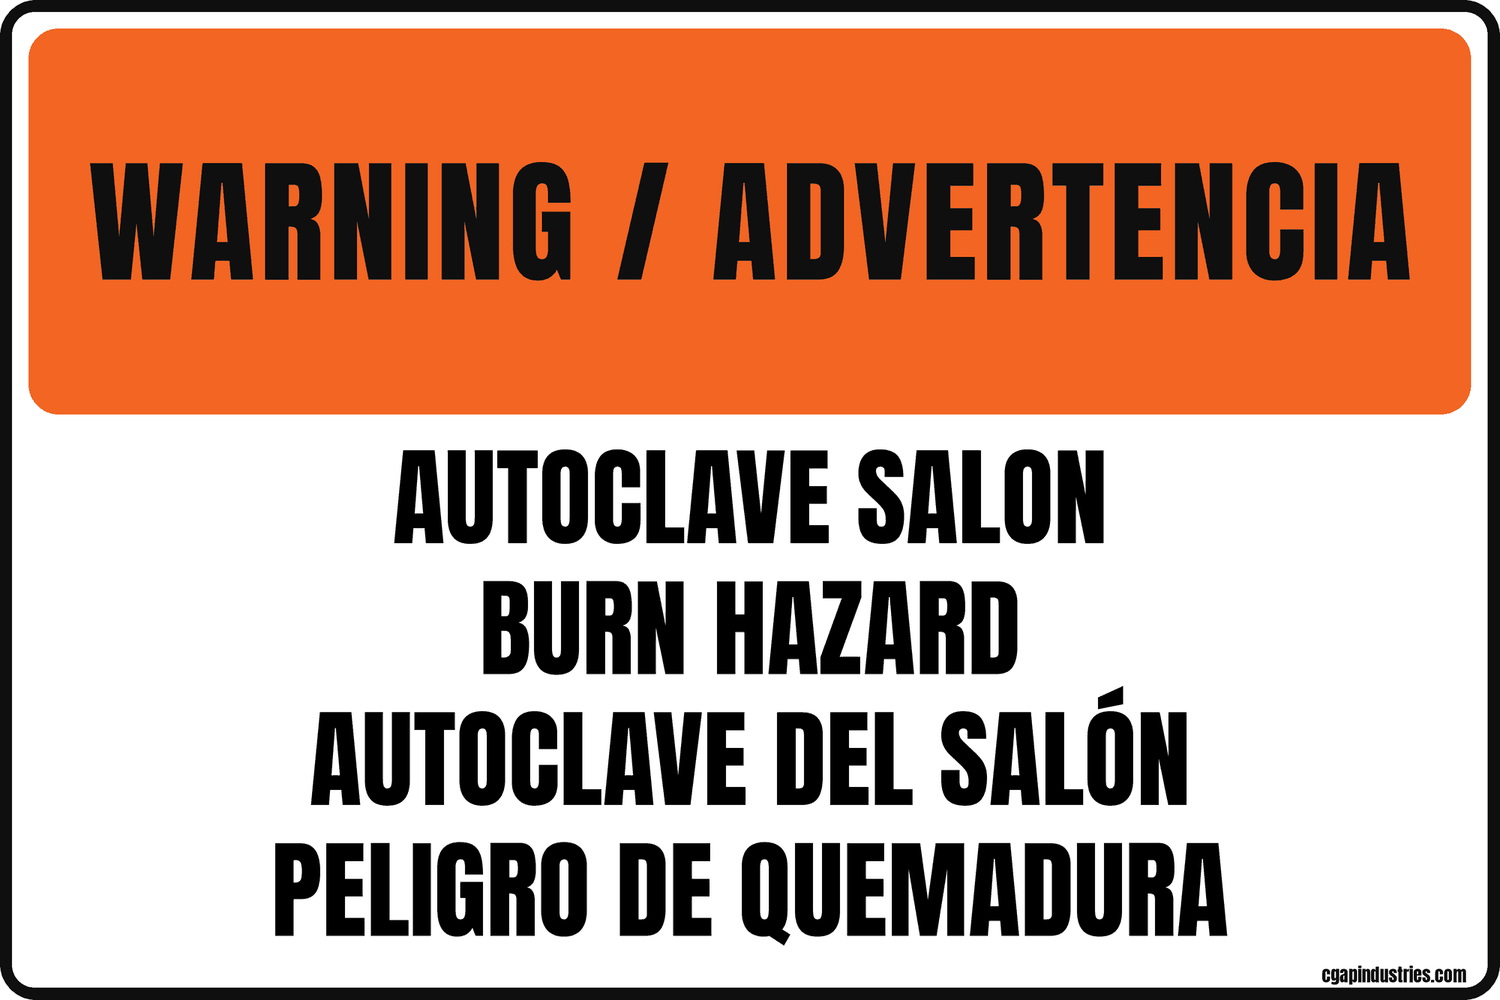 WARNING / ADVERTENCIA
AUTOCLAVE SALON
BURN HAZARD
AUTOCLAVE DEL SALÓN
PELIGRO DE QUEMADURA
cgapindustries.com